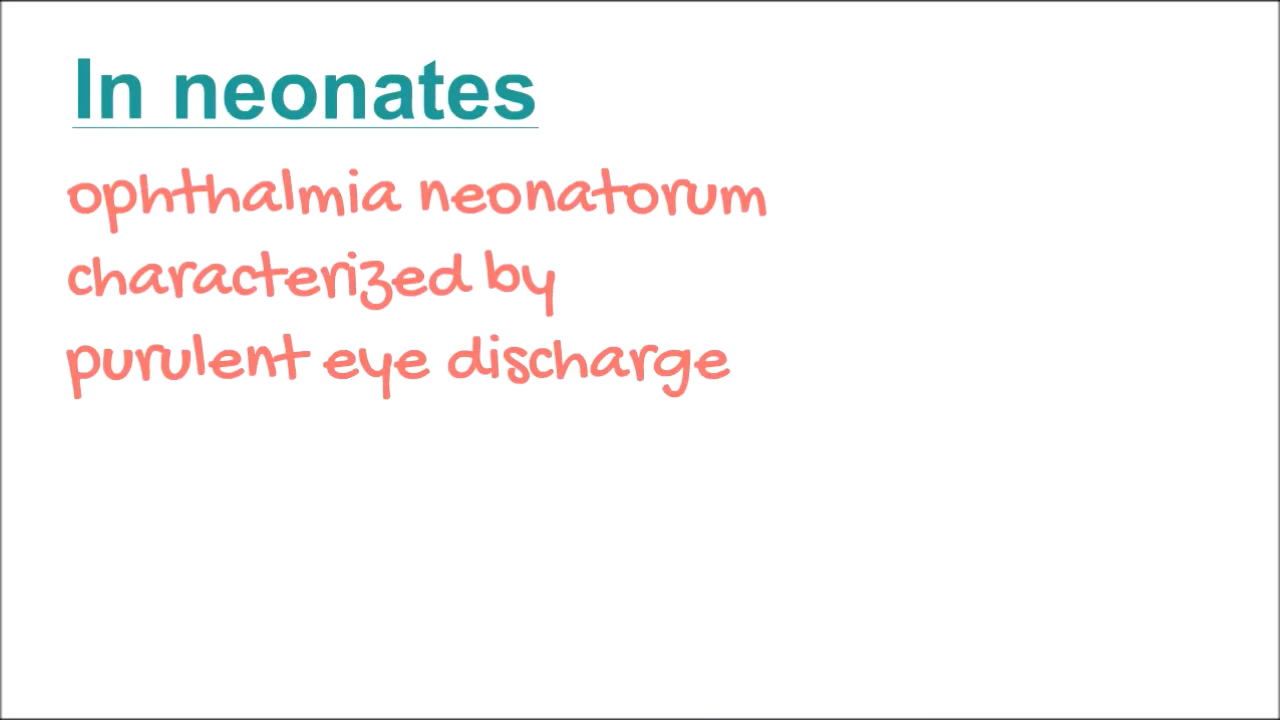 In neonates
ophthalmia neonatorum
characterized by
purulent eye discharge